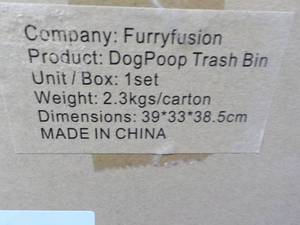 Company: Furryfusion
Product: DogPoop Trash Bin
Unit / Box: 1set
Weight: 2.3kgs/carton
Dimensions: 39*33*38.5cm
MADE IN CHINA